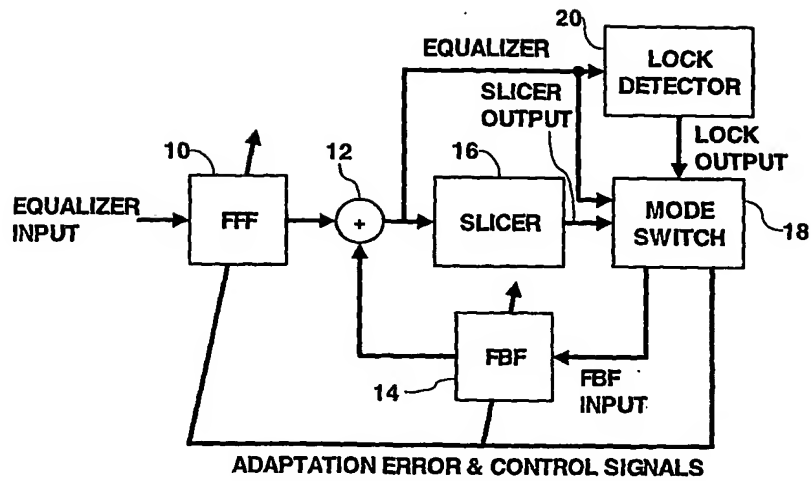 20
EQUALIZER
LOCK
DETECTOR
SLICER
OUTPUT
LOCK
OUTPUT
10
12
16
EQUALIZER
INPUT
FFF
+
SLICER
MODE
SWITCH
18
FBF
14
FBF
INPUT
ADAPTATION ERROR & CONTROL SIGNALS